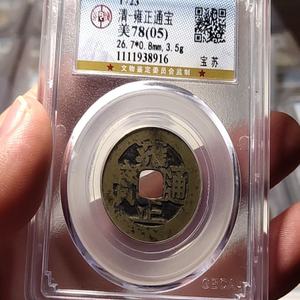 1723
清·雍正通宝
美78(05)
26.7*0.8mm,3.5g
1111938916
宝苏
文物鉴定委员会监制
雍正通寶